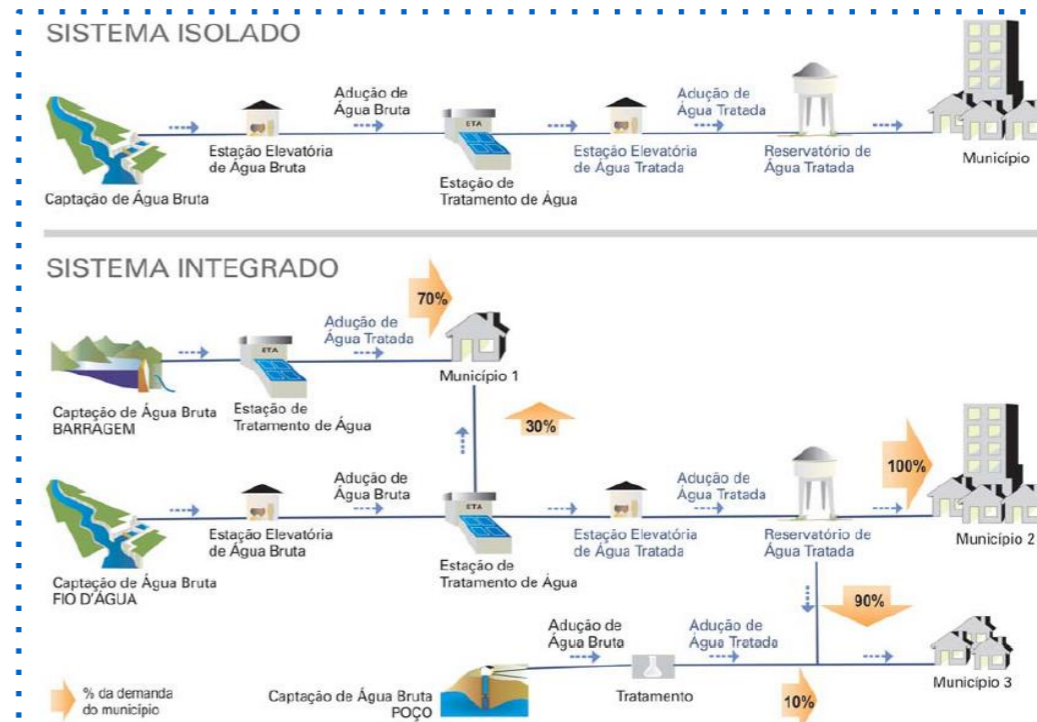 SISTEMA ISOLADO
Adução de
Água Bruta
Adução de
Água Tratada
ETA
Estação Elevatória
de Água Bruta
Estação Elevatória
de Água Tratada
Reservatório de
Água Tratada
Município
Captação de Água Bruta
Estação de
Tratamento de Água
SISTEMA INTEGRADO
70%
Adução de
Água Tratada
ETA
Município 1
Captação de Água Bruta
BARRAGEM
Estação de
Tratamento de Água
30%
Adução de
Água Bruta
Adução de
Água Tratada
100%
ETA
Estação Elevatória
de Água Bruta
Estação Elevatória
de Água Tratada
Reservatório de
Água Tratada
Município 2
Captação de Água Bruta
FIO D'ÁGUA
Estação de
Tratamento de Água
90%
Adução de
Água Bruta
Adução de
Água Tratada
Município 3
% da demanda
do município
Captação de Água Bruta
POÇO
Tratamento
10%